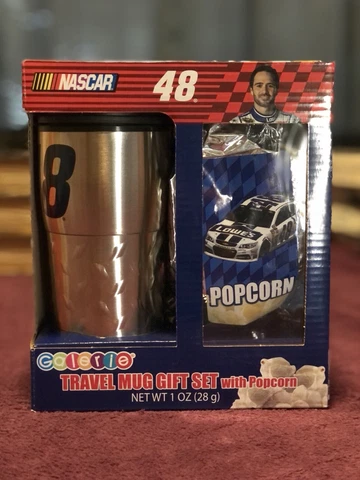 NASCAR
48
8
LOWE'S
POPCORN
Galerie
TRAVEL MUG GIFT SET with Popcorn
NET WT 1 OZ (28 g)